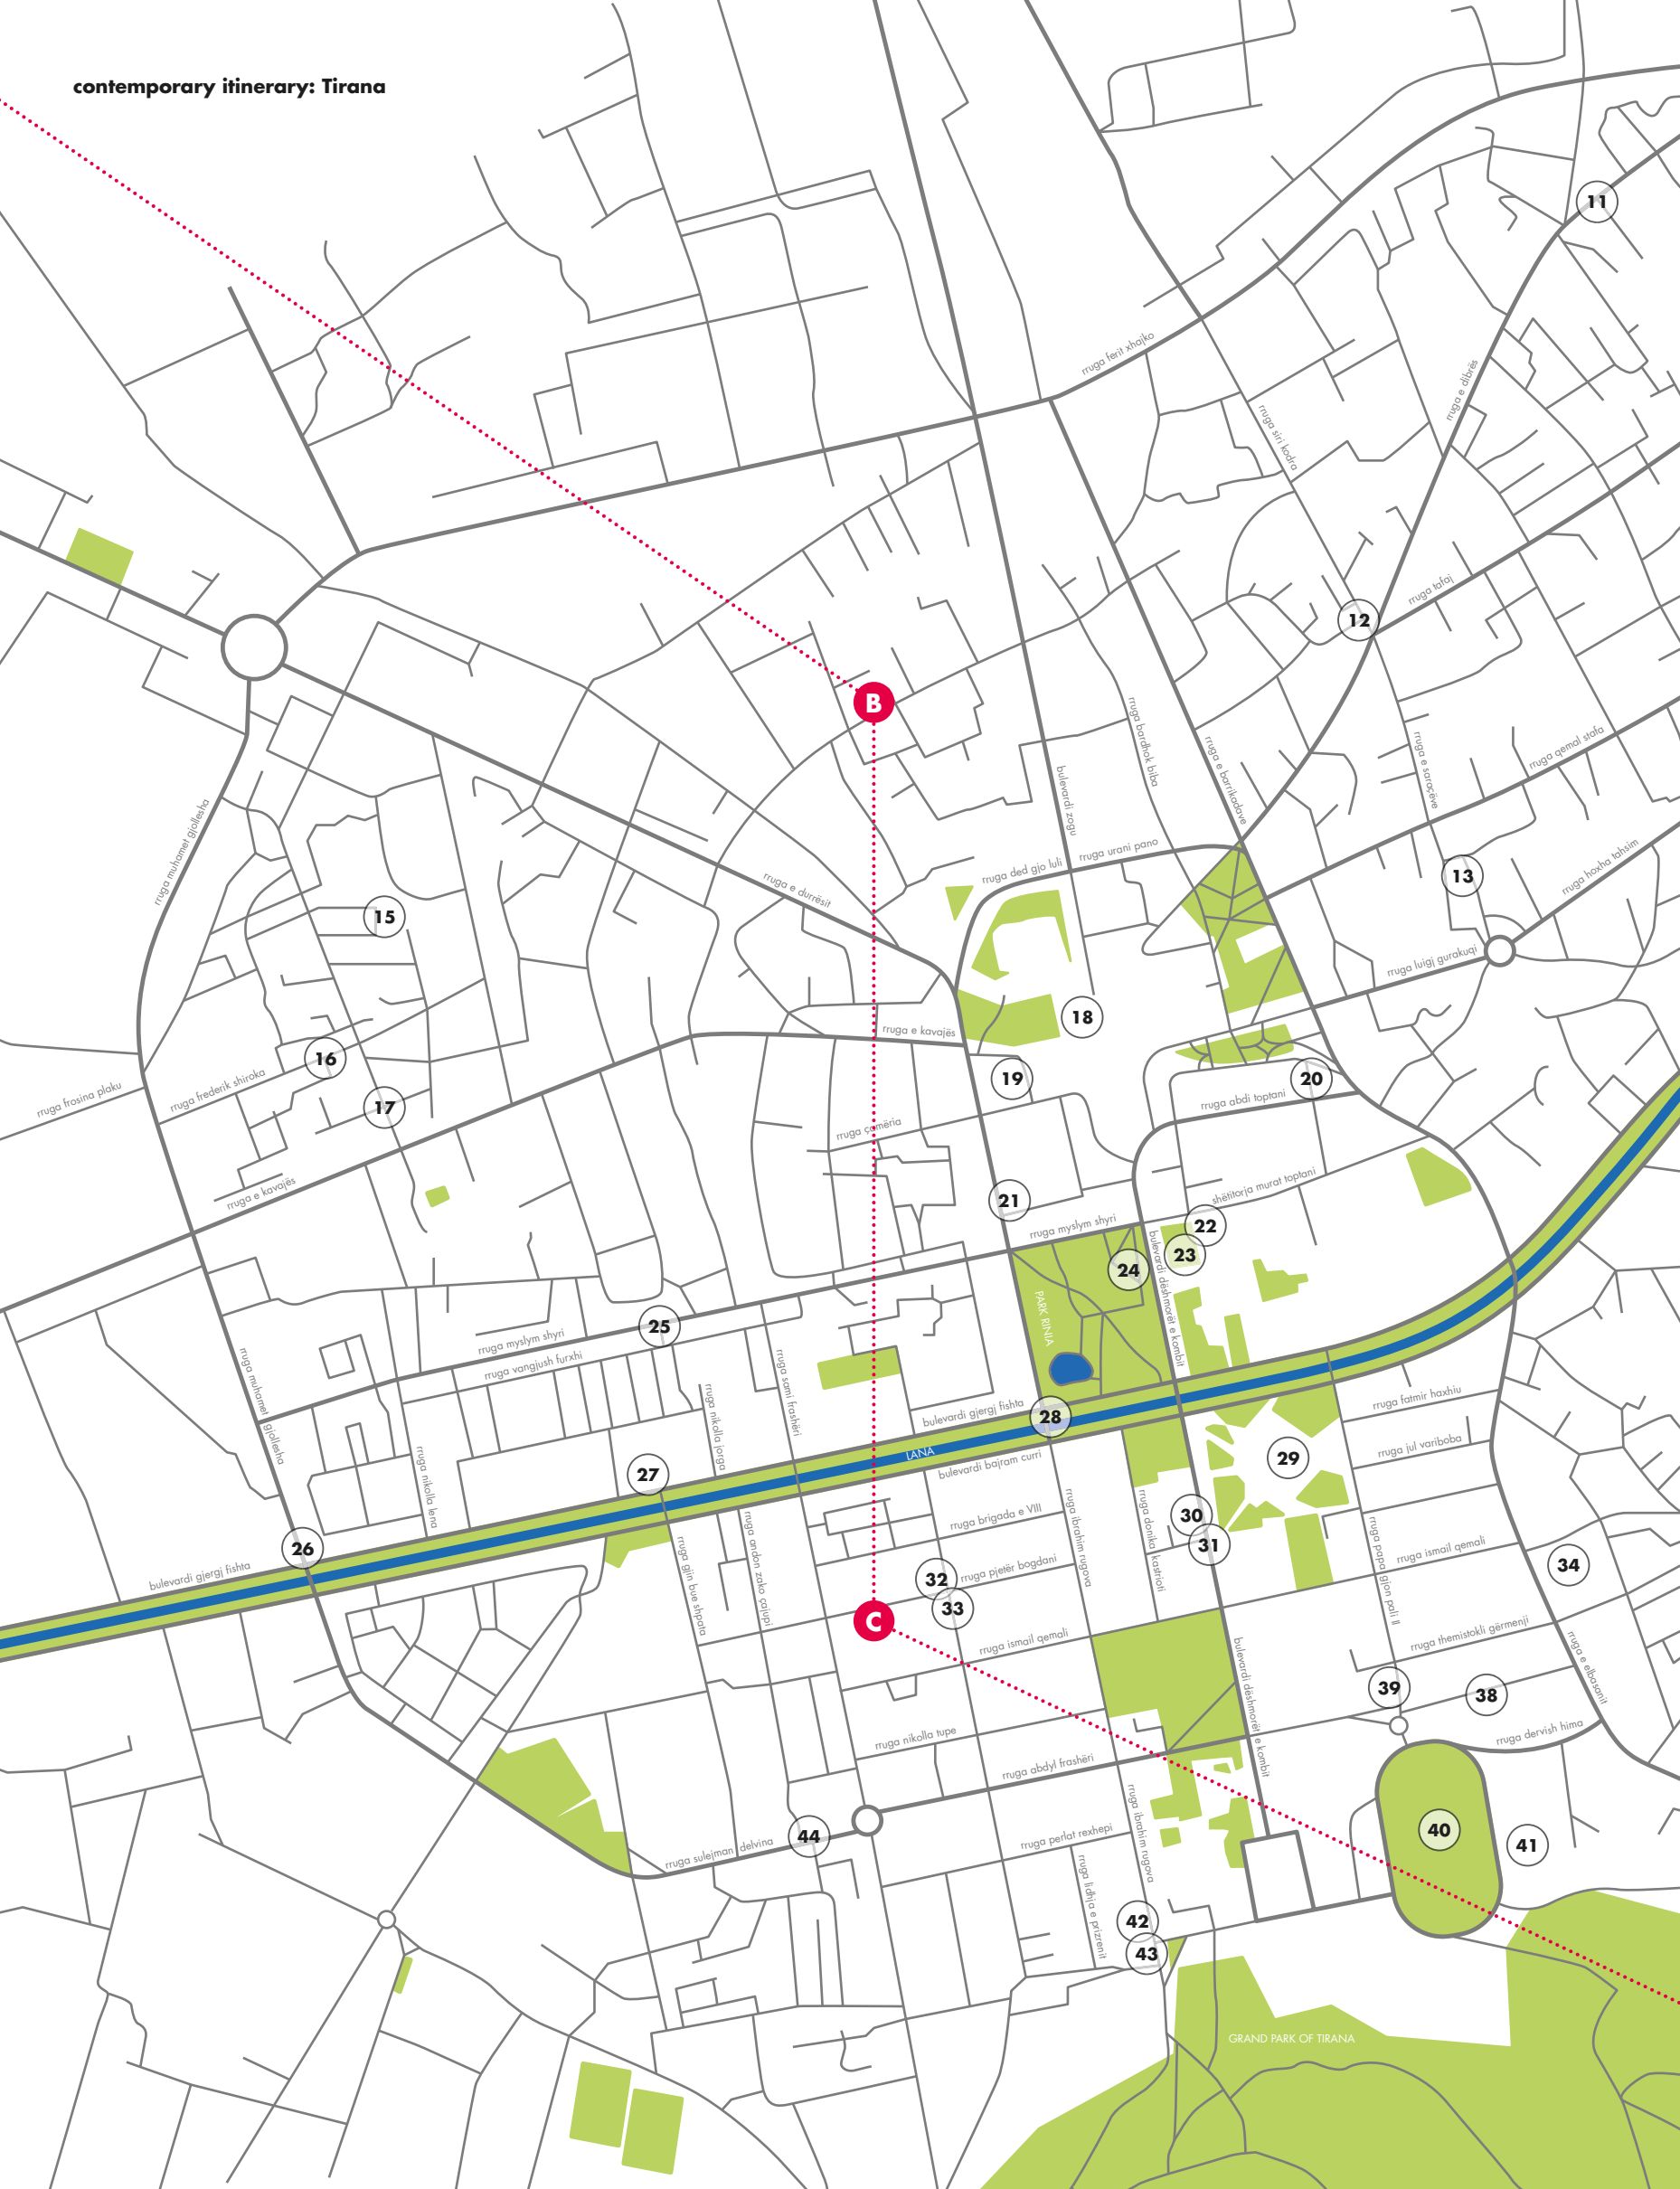 contemporary itinerary: Tirana
11
rruga ferit xhajko
rruga e dibrës
rruga siri kodra
rruga tafaj
12
B
rruga bardhok biba
rruga e barrikadave
rruga e saraçëve
rruga qemal stafa
bulevardi zogu
rruga muhamet gjollesha
rruga urani pano
rruga ded gjo luli
rruga e durrësit
13
rruga hoxha tahsim
15
rruga luigj gurakuqi
18
rruga e kavajës
16
19
20
rruga frosina plaku
rruga frederik shiroka
17
rruga abdi toptani
rruga çamëria
rruga e kavajës
shëtitorja murat toptani
21
rruga myslym shyri
22
23
24
bulevardi dëshmorët e kombit
PARK RINIA
25
rruga myslym shyri
rruga vangjush furxhi
rruga muhamet gjollesha
rruga sami frashëri
rruga nikolla jorga
rruga nikolla lena
bulevardi gjergj fishta
28
rruga fatmir haxhiu
LANA
bulevardi bajram curri
rruga jul variboba
29
27
26
bulevardi gjergj fishta
rruga brigada e VIII
30
31
rruga ibrahim rugova
rruga donika kastrioti
rruga papa gjon pali II
rruga ismail qemali
34
rruga gjin bue shpata
rruga andon zako çajupi
32
rruga pjetër bogdani
33
C
rruga ismail qemali
rruga themistokli gërmenji
rruga e elbasanit
39
38
bulevardi dëshmorët e kombit
rruga nikolla tupe
rruga dervish hima
rruga abdyl frashëri
44
rruga sulejman delvina
rruga perlat rexhepi
rruga ibrahim rugova
40
41
rruga lidhja e prizrenit
42
43
GRAND PARK OF TIRANA